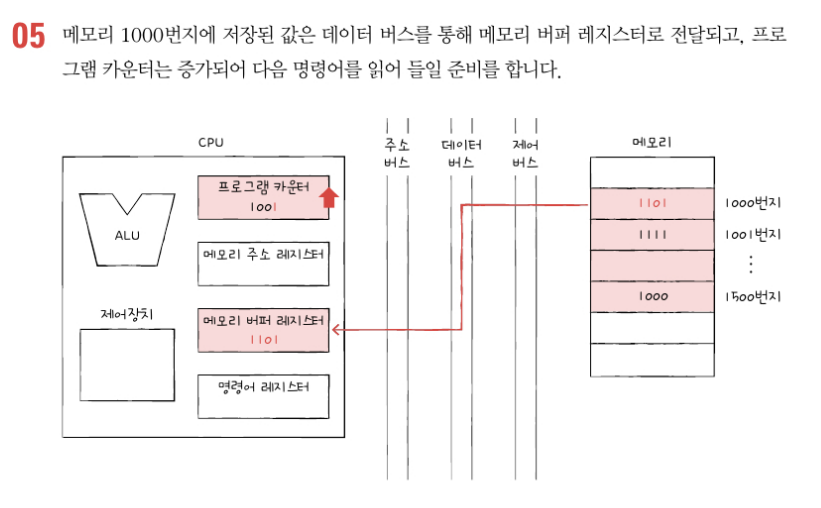 05 메모리 1000번지에 저장된 값은 데이터 버스를 통해 메모리 버퍼 레지스터로 전달되고, 프로
그램 카운터는 증가되어 다음 명령어를 읽어 들일 준비를 합니다.
CPU
주소
버스
데이터
버스
제어
버스
메모리
프로그램 카운터
1001
ALU
메모리 주소 레지스터
제어장치
메모리 버퍼 레지스터
1101
명령어 레지스터
1101 1000번지
1111 1001번지
⋮
1000 1500번지